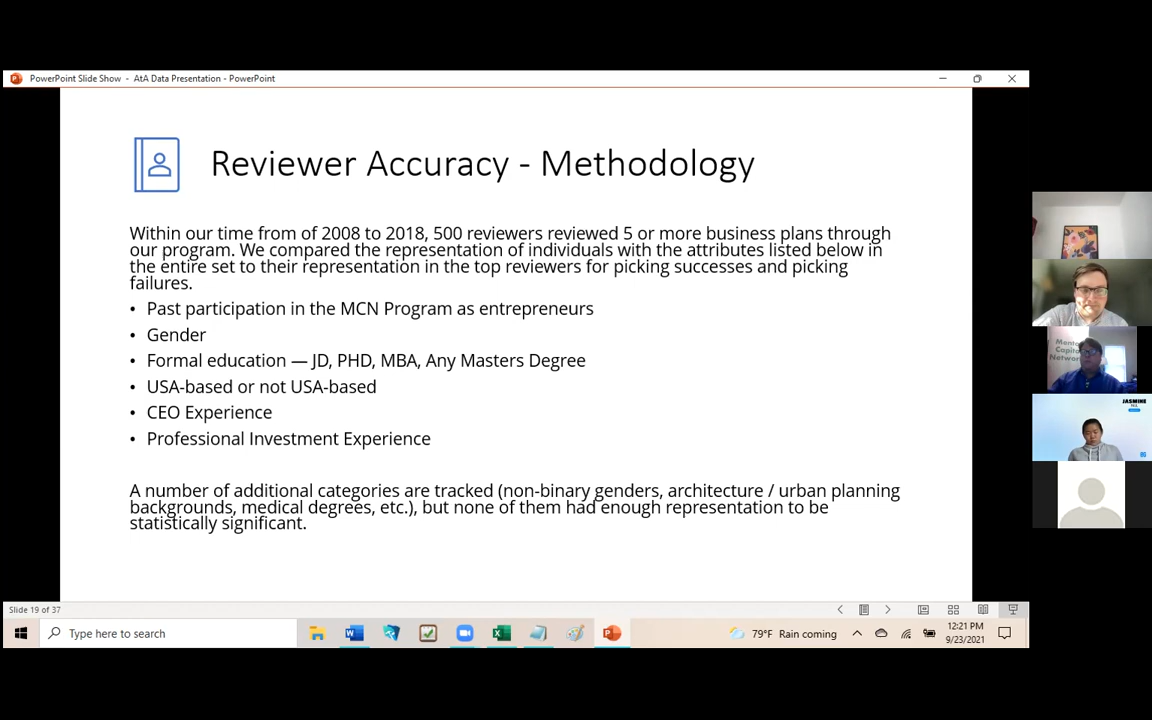 PowerPoint Slide Show - AtA Data Presentation - PowerPoint
Reviewer Accuracy - Methodology
Within our time from of 2008 to 2018, 500 reviewers reviewed 5 or more business plans through
our program. We compared the representation of individuals with the attributes listed below in
the entire set to their representation in the top reviewers for picking successes and picking
failures.
• Past participation in the MCN Program as entrepreneurs
• Gender
• Formal education — JD, PHD, MBA, Any Masters Degree
• USA-based or not USA-based
• CEO Experience
• Professional Investment Experience
A number of additional categories are tracked (non-binary genders, architecture / urban planning
backgrounds, medical degrees, etc.), but none of them had enough representation to be
statistically significant.
Mento
Capit
Netwo
JASMINE
Slide 19 of 37
Type here to search
79°F Rain coming
12:21 PM
9/23/2021